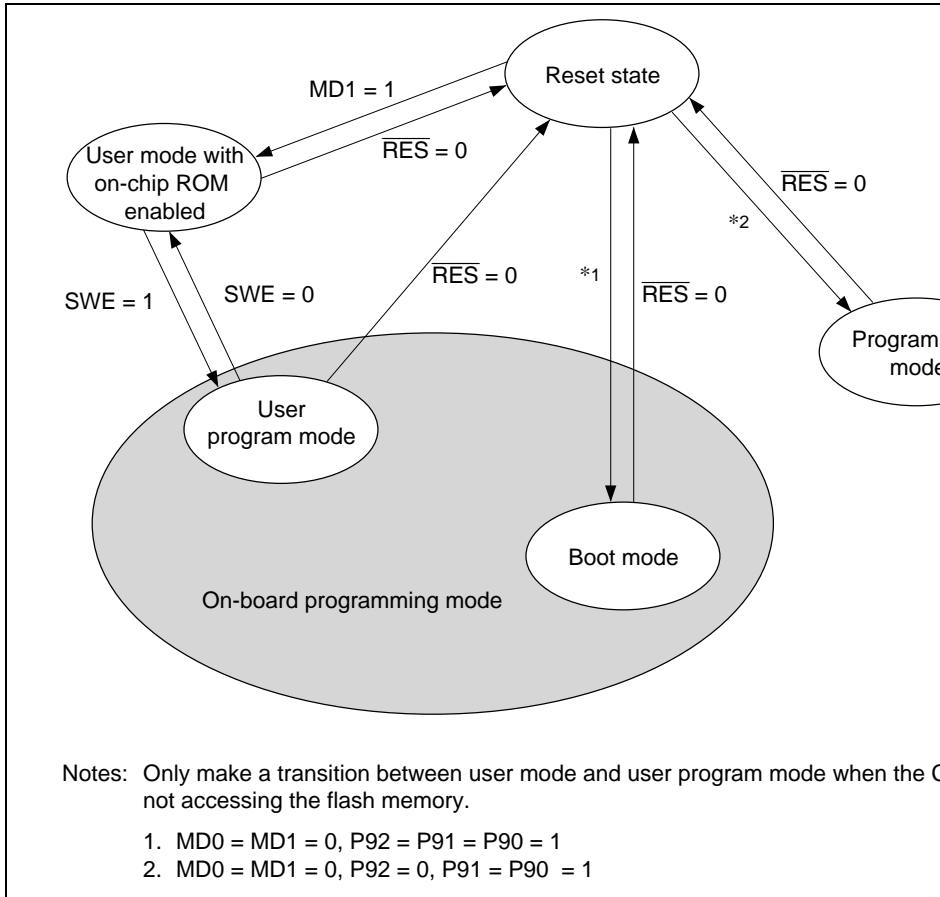 Reset state
MD1 = 1
RES = 0
User mode with
on-chip ROM
enabled
RES = 0
*2
SWE = 1
SWE = 0
RES = 0
*1
RES = 0
mode
User
program mode
Boot mode
On-board programming mode
Notes: Only make a transition between user mode and user program mode when the
not accessing the flash memory.
1. MD0 = MD1 = 0, P92 = P91 = P90 = 1
2. MD0 = MD1 = 0, P92 = 0, P91 = P90 = 1